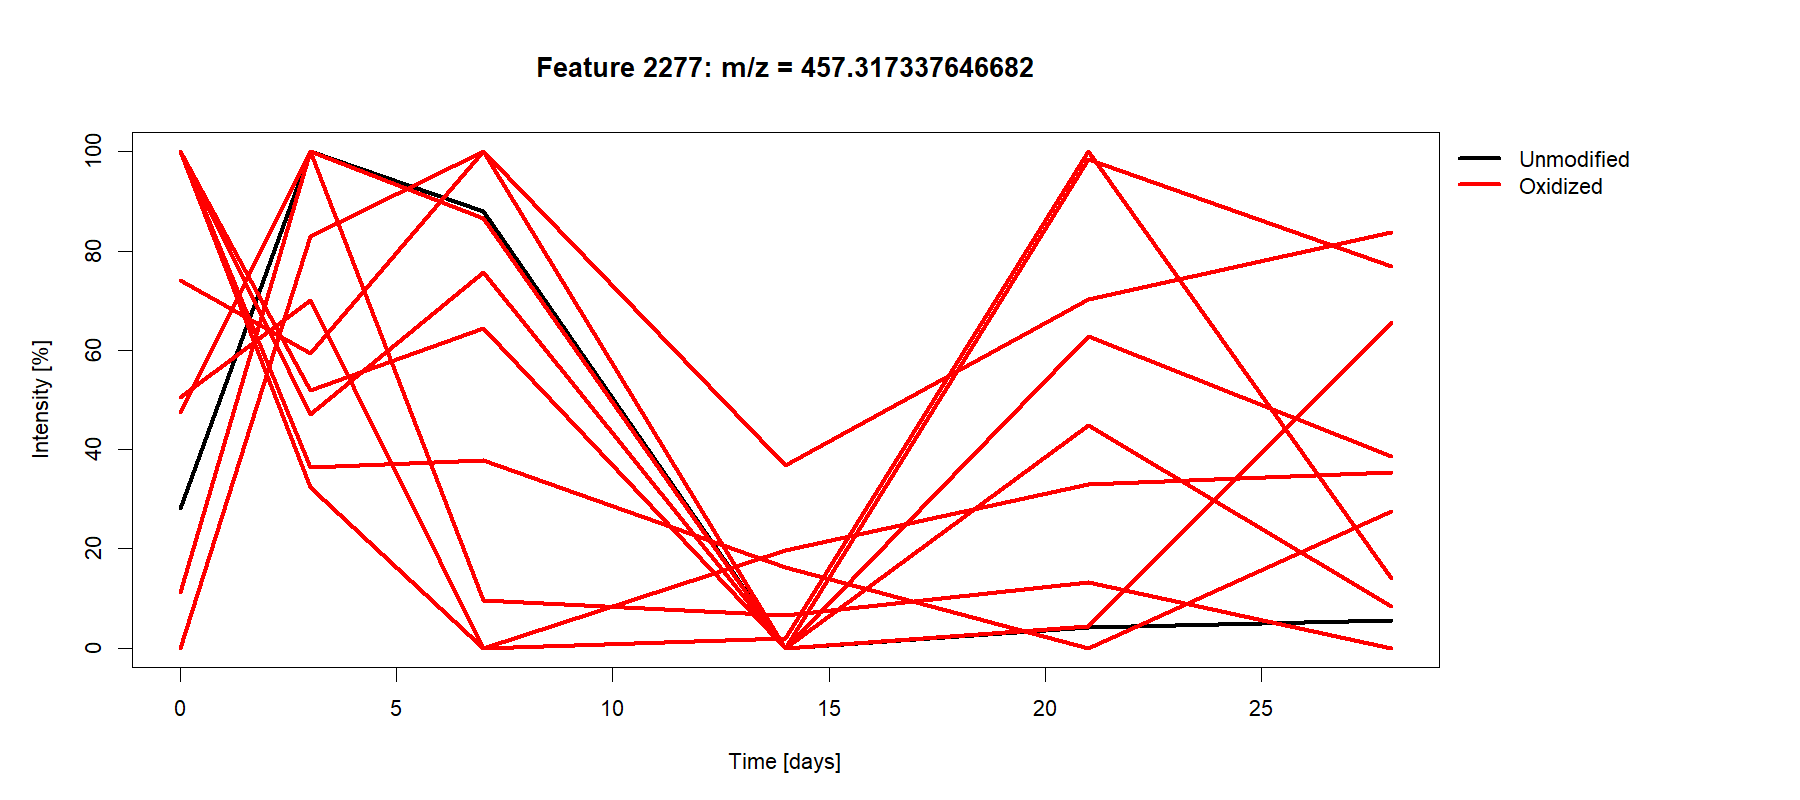 Feature 2277: m/z = 457.317337646682
Unmodified
Oxidized
Intensity [%]
100
80
60
40
20
0
0 5 10 15 20 25
Time [days]